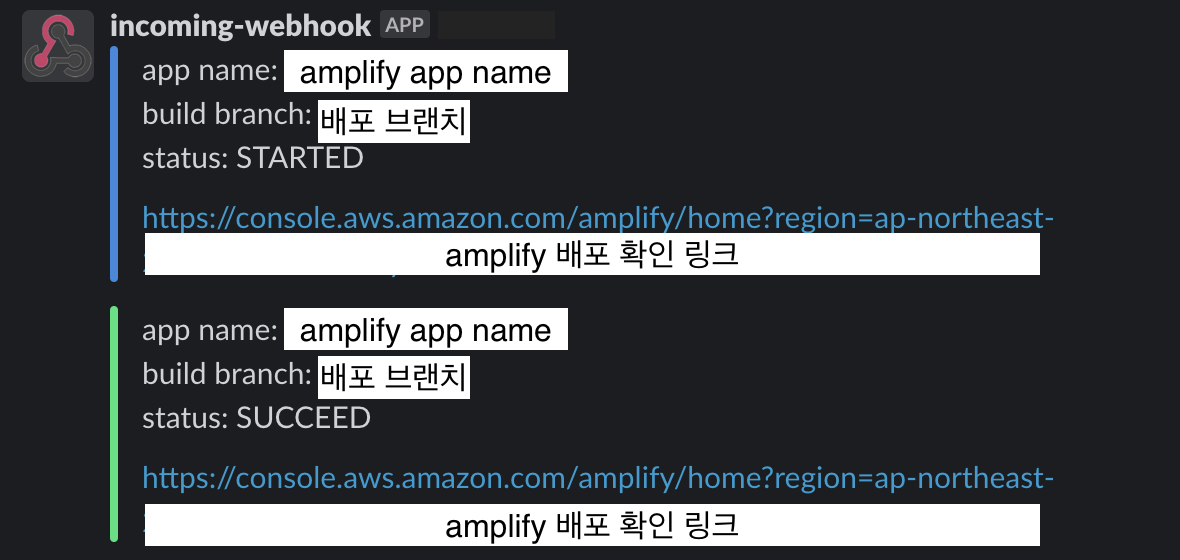 incoming-webhook APP
app name: amplify app name
build branch: 배포 브랜치
status: STARTED
https://console.aws.amazon.com/amplify/home?region=ap-northeast-
amplify 배포 확인 링크
app name: amplify app name
build branch: 배포 브랜치
status: SUCCEED
https://console.aws.amazon.com/amplify/home?region=ap-northeast-
amplify 배포 확인 링크